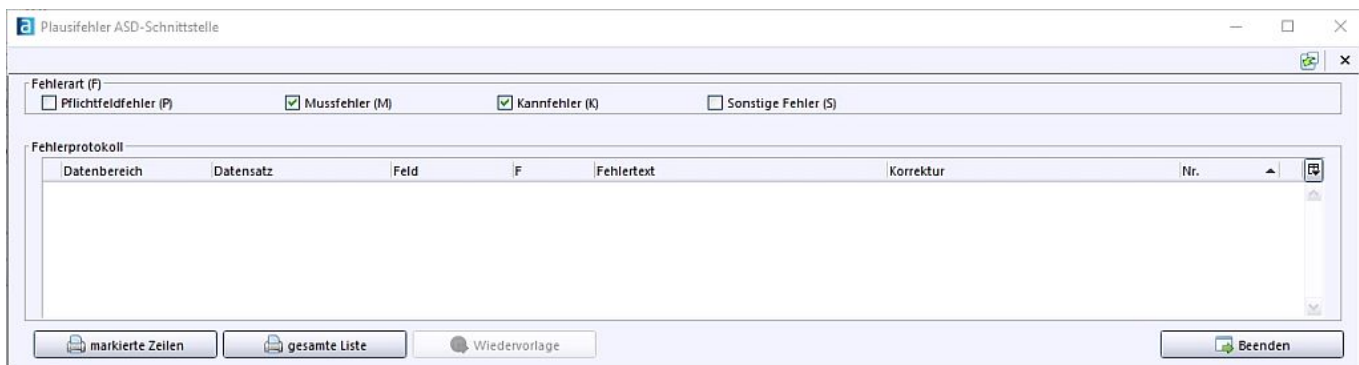 Plausifehler ASD-Schnittstelle
Fehlerart (F)
Pflichtfeldfehler (P) Mussfehler (M) Kannfehler (K) Sonstige Fehler (S)
Fehlerprotokoll
Datenbereich Datensatz Feld F Fehlertext Korrektur Nr.
markierte Zeilen gesamte Liste Wiedervorlage Beenden